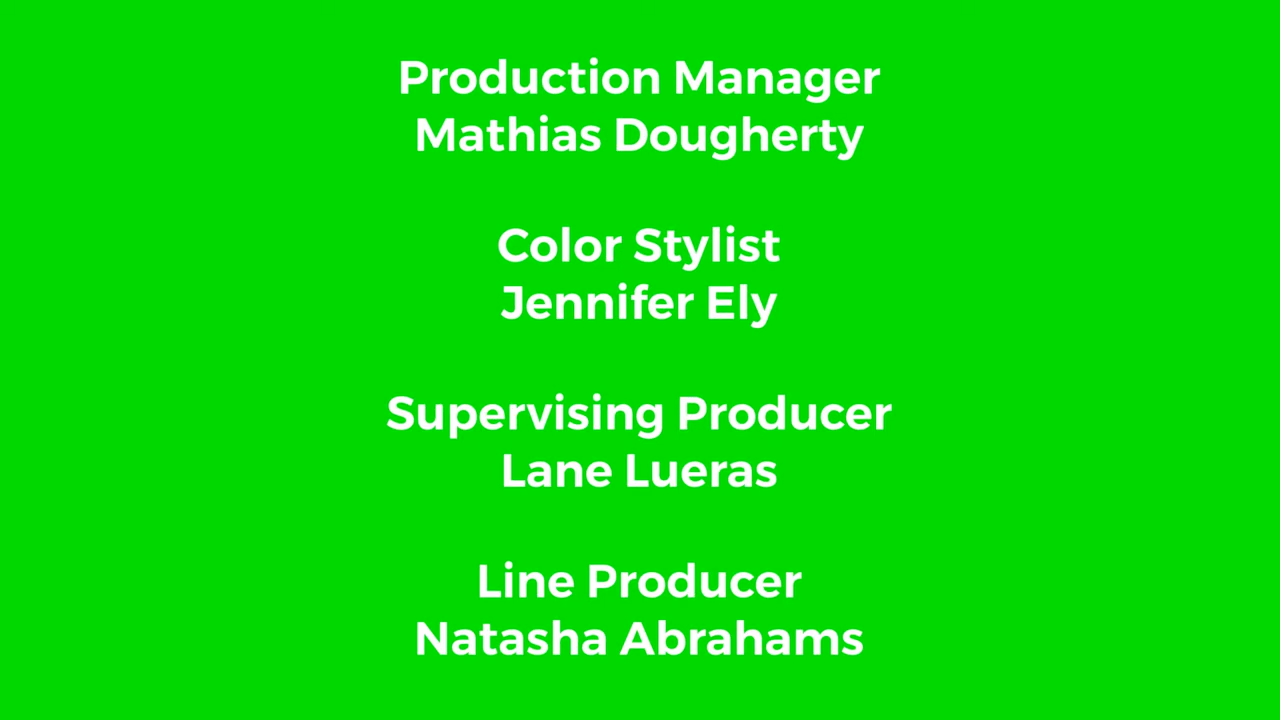 Production Manager
Mathias Dougherty
Color Stylist
Jennifer Ely
Supervising Producer
Lane Lueras
Line Producer
Natasha Abrahams